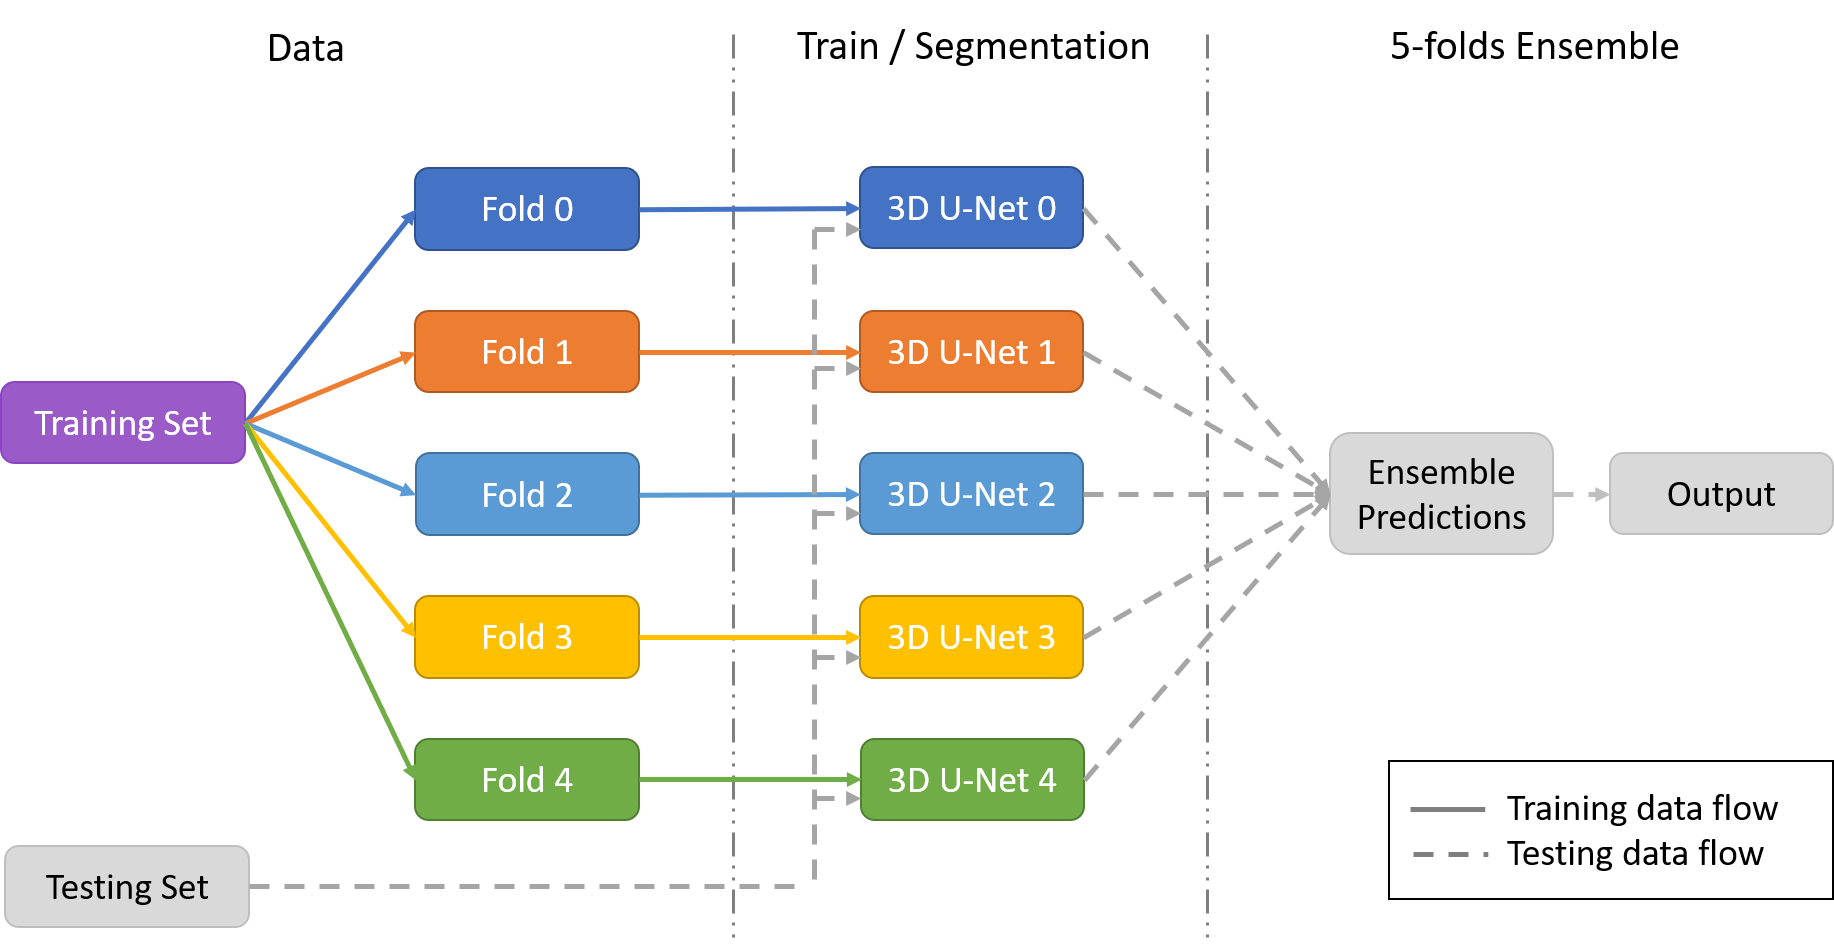 Data
Train / Segmentation
5-folds Ensemble
Fold 0
3D U-Net 0
Fold 1
3D U-Net 1
Training Set
Fold 2
3D U-Net 2
Ensemble
Predictions
Output
Fold 3
3D U-Net 3
Fold 4
3D U-Net 4
Training data flow
Testing data flow
Testing Set